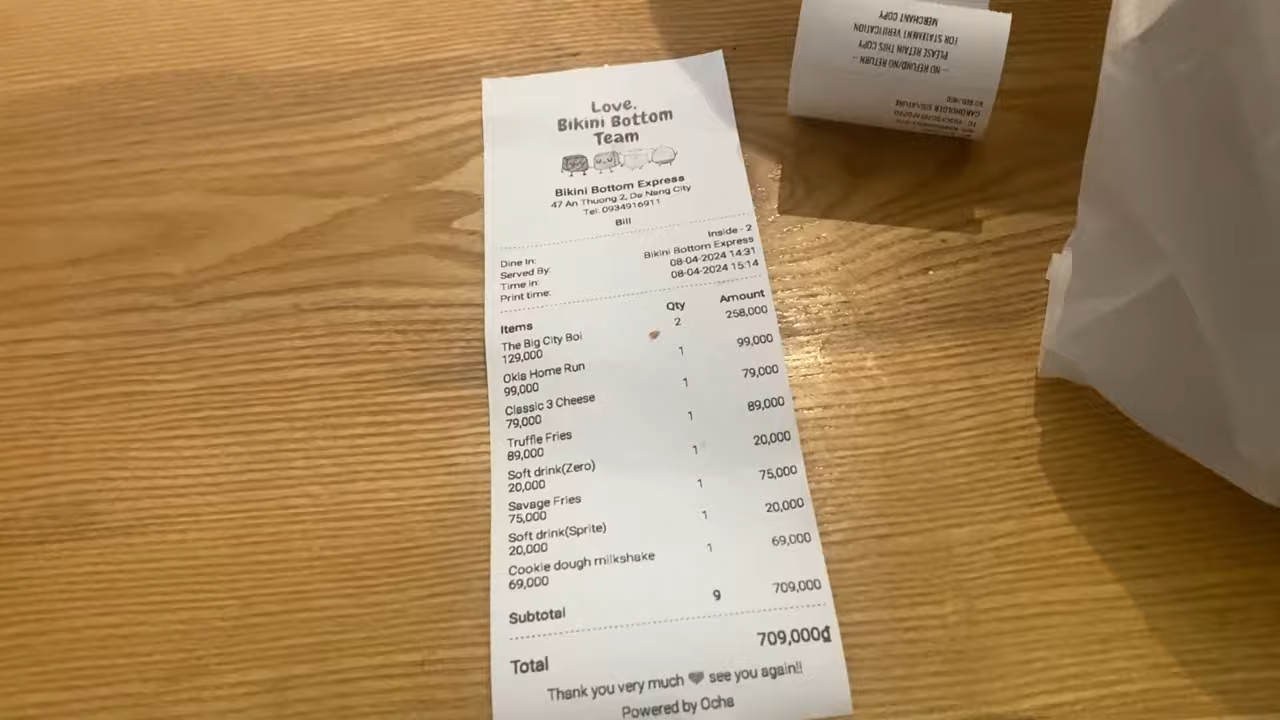 Love,
Bikini Bottom
Team
Bikini Bottom Express
47 An Thuong 2, Da Nang City
Tel: 0934916911
Bill
Dine In: Inside - 2
Served By: Bikini Bottom Express
Time in: 08-04-2024 14:31
Print time: 08-04-2024 15:14
Items Qty Amount
The Big City Boi 2 258,000
129,000
Okla Home Run 1 99,000
99,000
Classic 3 Cheese 1 79,000
79,000
Truffle Fries 1 89,000
89,000
Soft drink(Zero) 1 20,000
20,000
Savage Fries 1 75,000
75,000
Soft drink(Sprite) 1 20,000
20,000
Cookie dough milkshake 1 69,000
69,000
Subtotal 9 709,000
Total 709,000₫
Thank you very much see you again!!
Powered by Ocha
CARDHOLDER SIGNATURE
-- NO REFUND/NO RETURN --
PLEASE RETAIN THIS COPY
FOR STATEMENT VERIFICATION
MERCHANT COPY